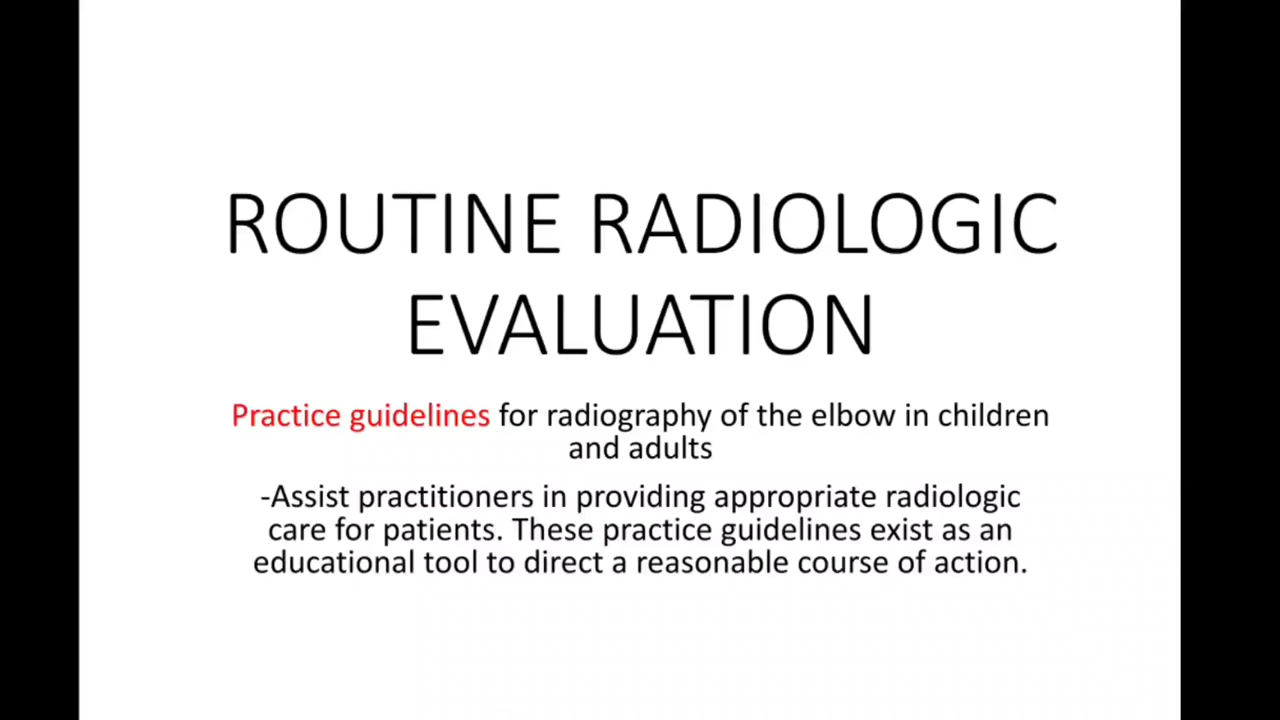 ROUTINE RADIOLOGIC
EVALUATION
Practice guidelines for radiography of the elbow in children
and adults
-Assist practitioners in providing appropriate radiologic
care for patients. These practice guidelines exist as an
educational tool to direct a reasonable course of action.